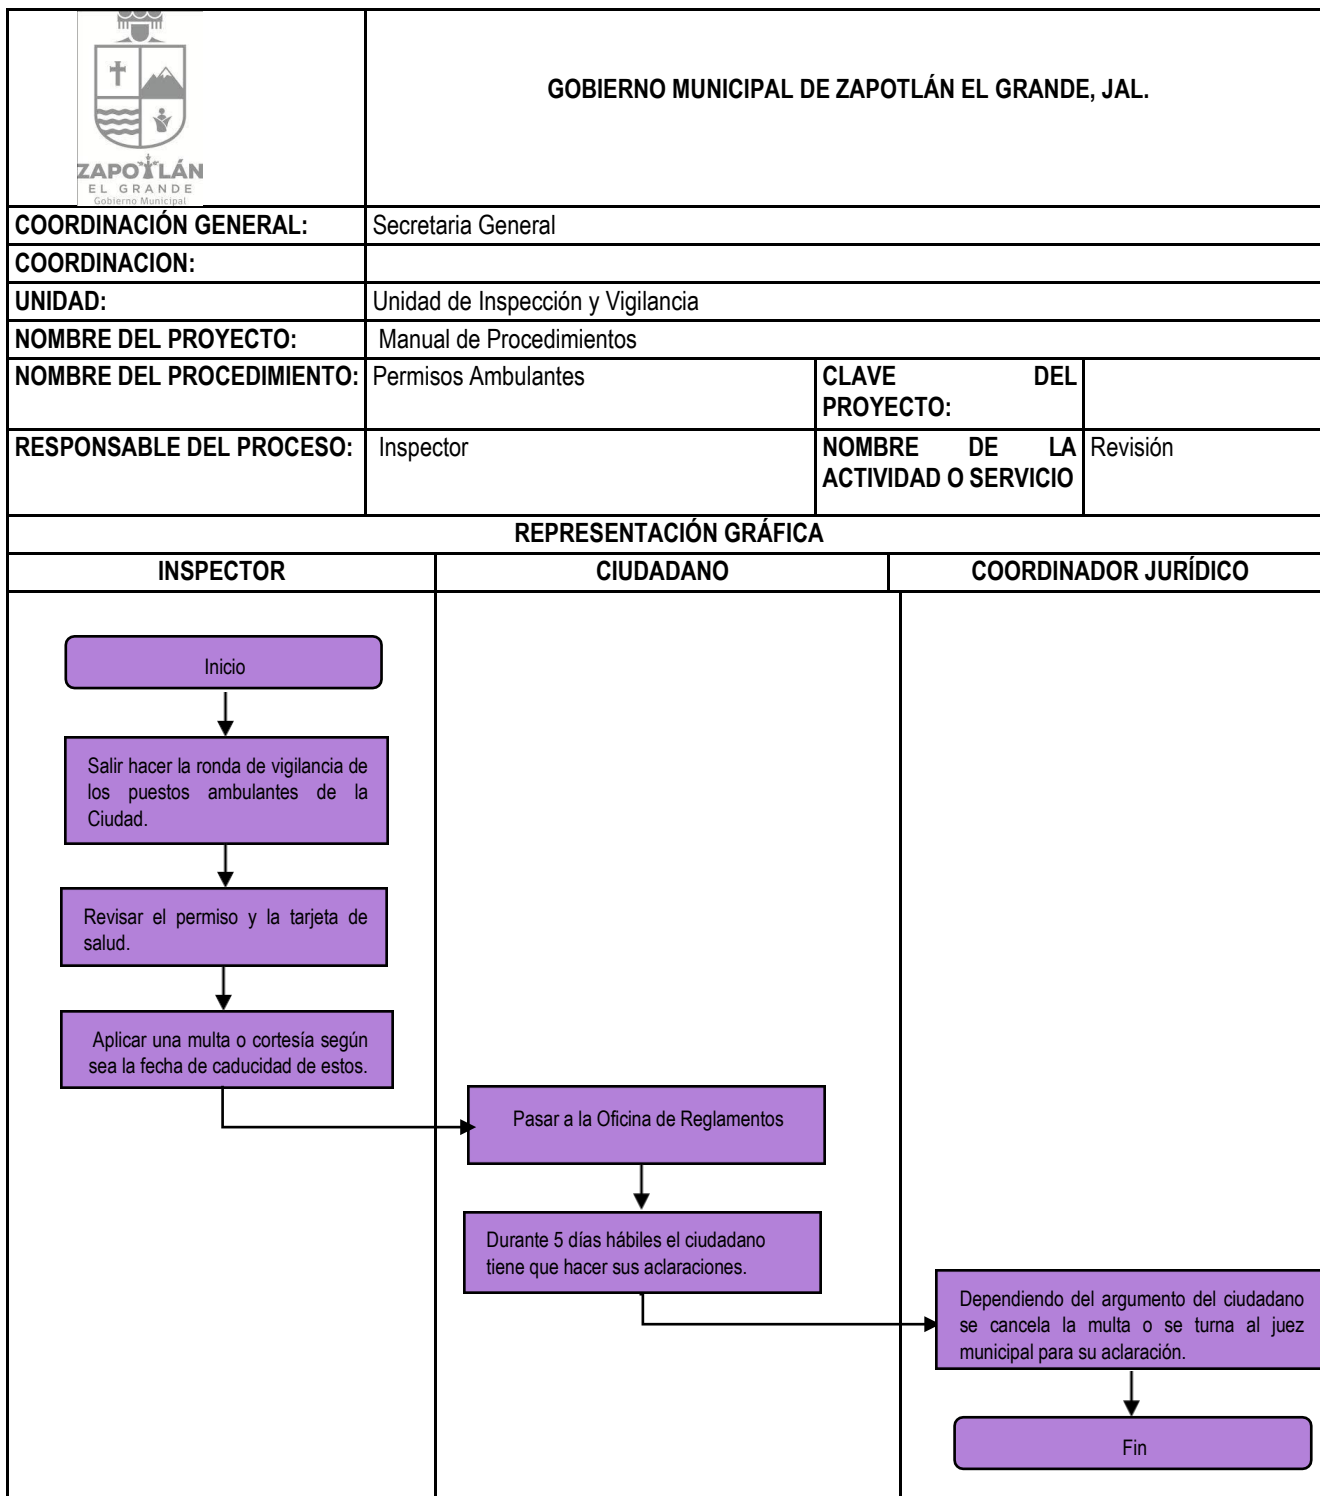 ZAPOTLÁN
EL GRANDE
Gobierno Municipal
GOBIERNO MUNICIPAL DE ZAPOTLÁN EL GRANDE, JAL.
COORDINACIÓN GENERAL: Secretaria General
COORDINACION:
UNIDAD: Unidad de Inspección y Vigilancia
NOMBRE DEL PROYECTO: Manual de Procedimientos
NOMBRE DEL PROCEDIMIENTO: Permisos Ambulantes
CLAVE DEL
PROYECTO:
RESPONSABLE DEL PROCESO: Inspector
NOMBRE DE LA
ACTIVIDAD O SERVICIO
Revisión
REPRESENTACIÓN GRÁFICA
INSPECTOR
CIUDADANO
COORDINADOR JURÍDICO
Inicio
Salir hacer la ronda de vigilancia de
los puestos ambulantes de la
Ciudad.
Revisar el permiso y la tarjeta de
salud.
Aplicar una multa o cortesía según
sea la fecha de caducidad de estos.
Pasar a la Oficina de Reglamentos
Durante 5 días hábiles el ciudadano
tiene que hacer sus aclaraciones.
Dependiendo del argumento del ciudadano
se cancela la multa o se turna al juez
municipal para su aclaración.
Fin